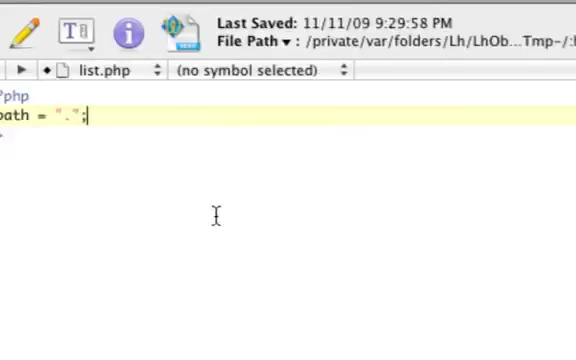 Last Saved: 11/11/09 9:29:58 PM
File Path ▾ : /private/var/folders/Lh/LhOb...Tmp-/:
list.php
(no symbol selected)
?php
path = ".";